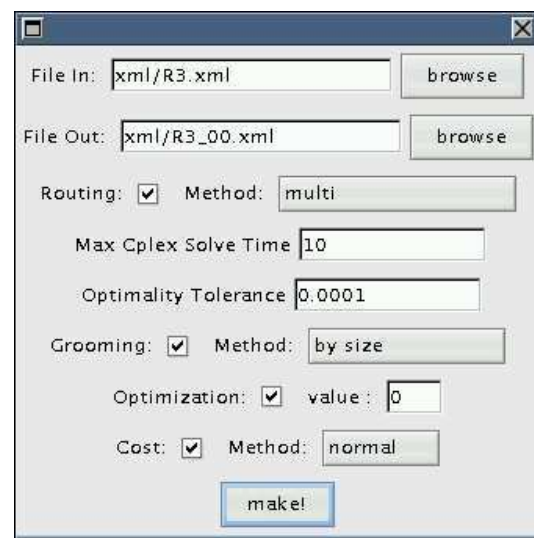 File In: xml/R3.xml browse
File Out: xml/R3_00.xml browse
Routing: Method: multi
Max Cplex Solve Time 10
Optimality Tolerance 0.0001
Grooming: Method: by size
Optimization: value : 0
Cost: Method: normal
make!